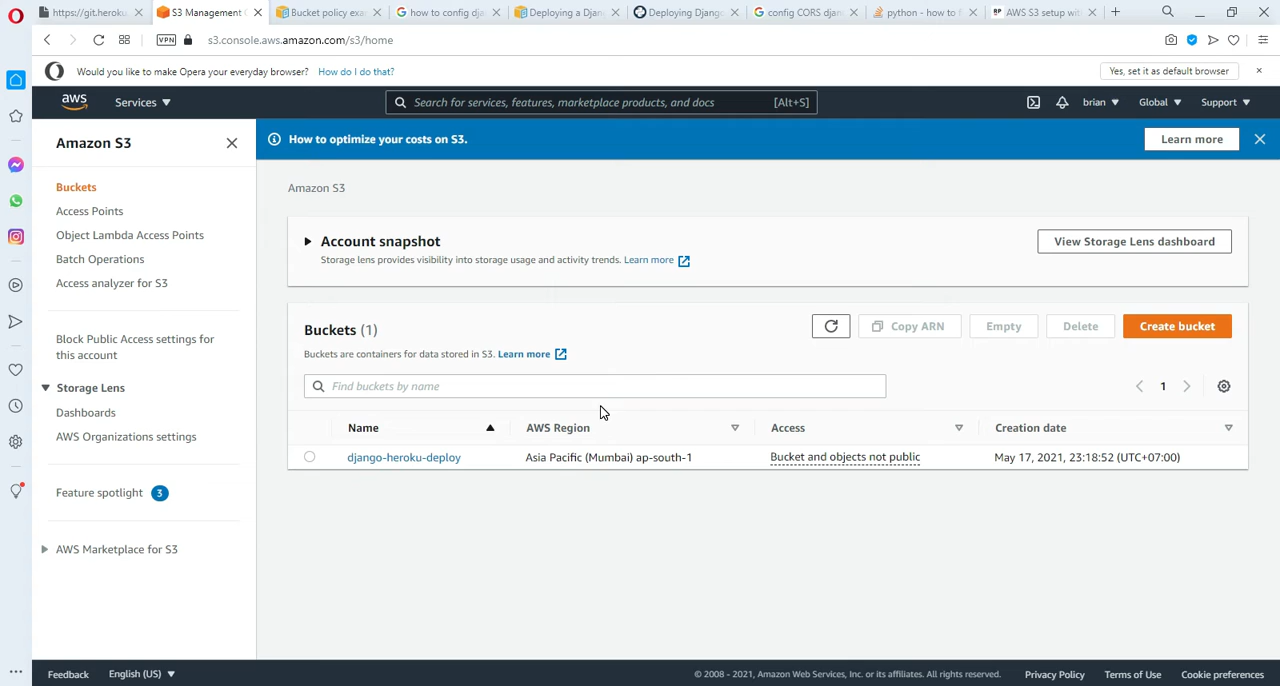 https://git.heroku
S3 Management
Bucket policy exa
how to config dja
Deploying a Djan
Deploying Django
config CORS djan
python - how to f
AWS S3 setup wit
VPN
s3.console.aws.amazon.com/s3/home
Would you like to make Opera your everyday browser? How do I do that?
Yes, set it as default browser
aws
Services
Search for services, features, marketplace products, and docs [Alt+S]
brian
Global
Support
Amazon S3
How to optimize your costs on S3.
Learn more
Buckets
Access Points
Object Lambda Access Points
Batch Operations
Access analyzer for S3
Block Public Access settings for
this account
Storage Lens
Dashboards
AWS Organizations settings
Feature spotlight 3
AWS Marketplace for S3
Amazon S3
Account snapshot
Storage lens provides visibility into storage usage and activity trends. Learn more
View Storage Lens dashboard
Buckets (1)
Buckets are containers for data stored in S3. Learn more
Copy ARN
Empty
Delete
Create bucket
Find buckets by name
1
Name AWS Region Access Creation date
django-heroku-deploy Asia Pacific (Mumbai) ap-south-1 Bucket and objects not public May 17, 2021, 23:18:52 (UTC+07:00)
Feedback English (US) © 2008 - 2021, Amazon Web Services, Inc. or its affiliates. All rights reserved. Privacy Policy Terms of Use Cookie preferences